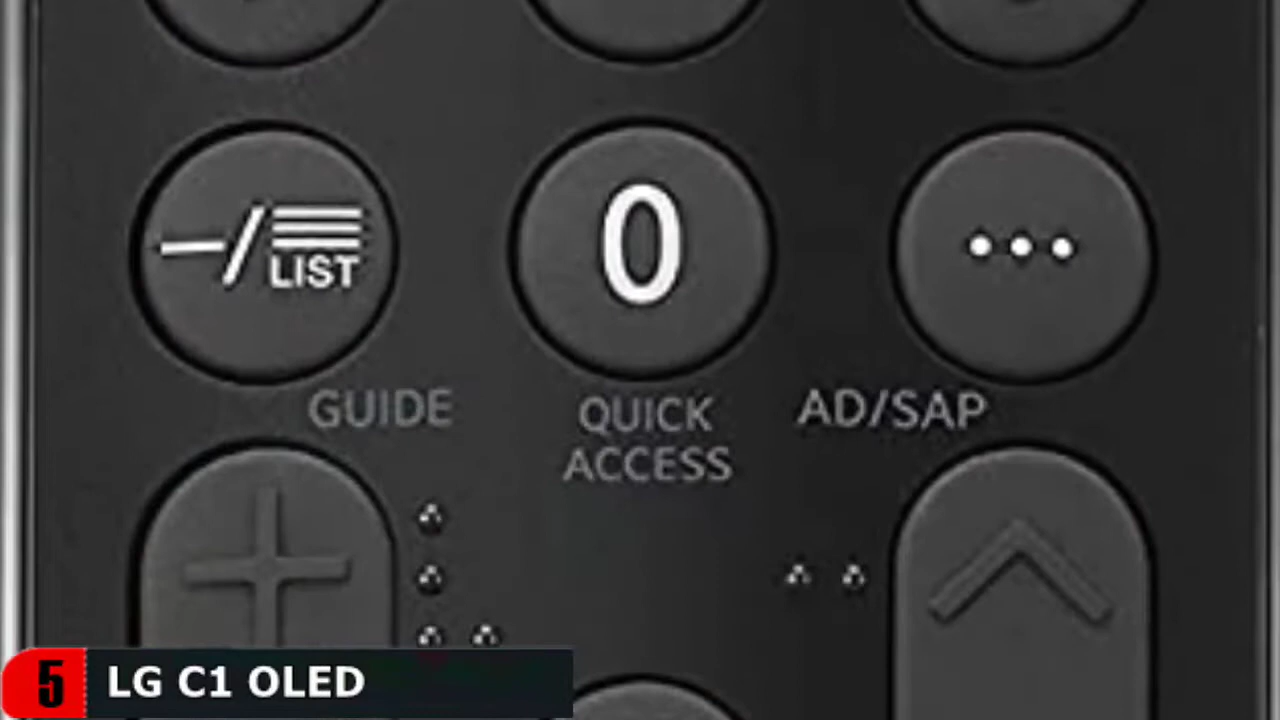 –/LIST
0
•••
GUIDE
QUICK
ACCESS
AD/SAP
5
LG C1 OLED